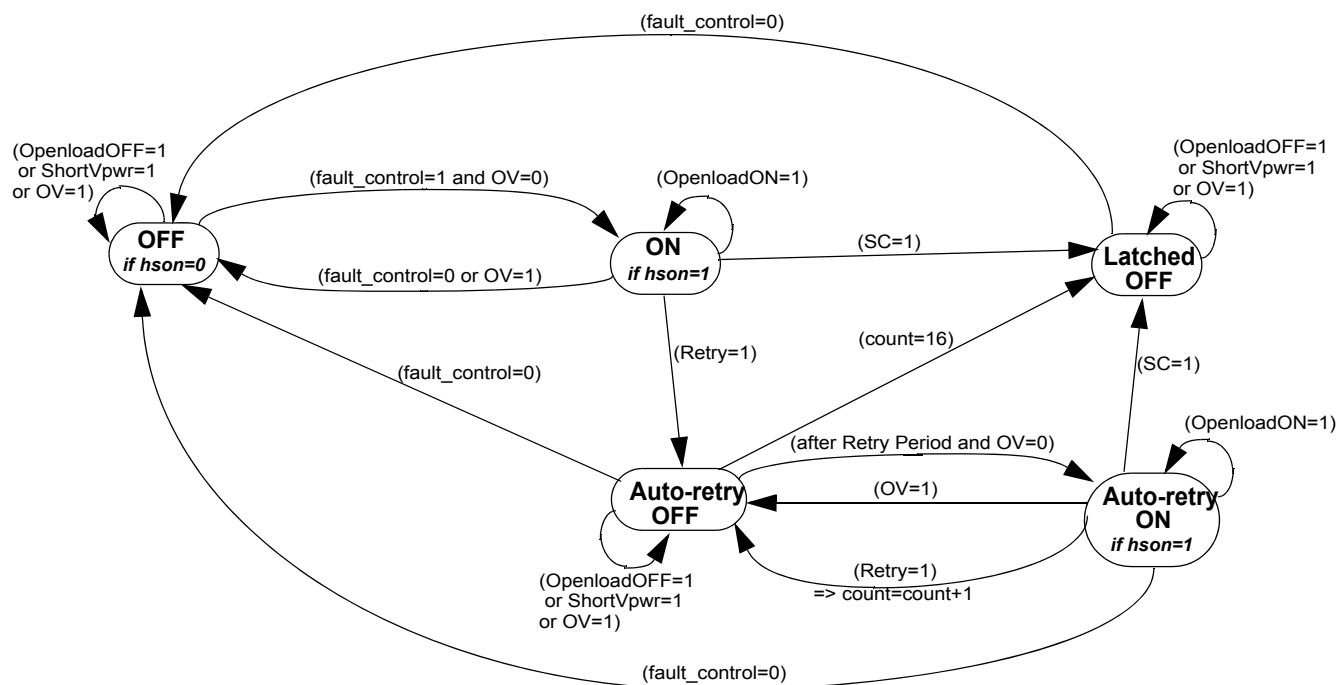 (fault_control=0)
(OpenloadOFF=1
or ShortVpwr=1
or OV=1)
(fault_control=1 and OV=0)
(OpenloadON=1)
(OpenloadOFF=1
or ShortVpwr=1
or OV=1)
OFF
if hson=0
ON
if hson=1
(SC=1)
Latched
OFF
(fault_control=0 or OV=1)
(Retry=1)
(count=16)
(SC=1)
(fault_control=0)
(after Retry Period and OV=0)
(OpenloadON=1)
Auto-retry
OFF
(OV=1)
Auto-retry
ON
if hson=1
(OpenloadOFF=1
or ShortVpwr=1
or OV=1)
(Retry=1)
=> count=count+1
(fault_control=0)